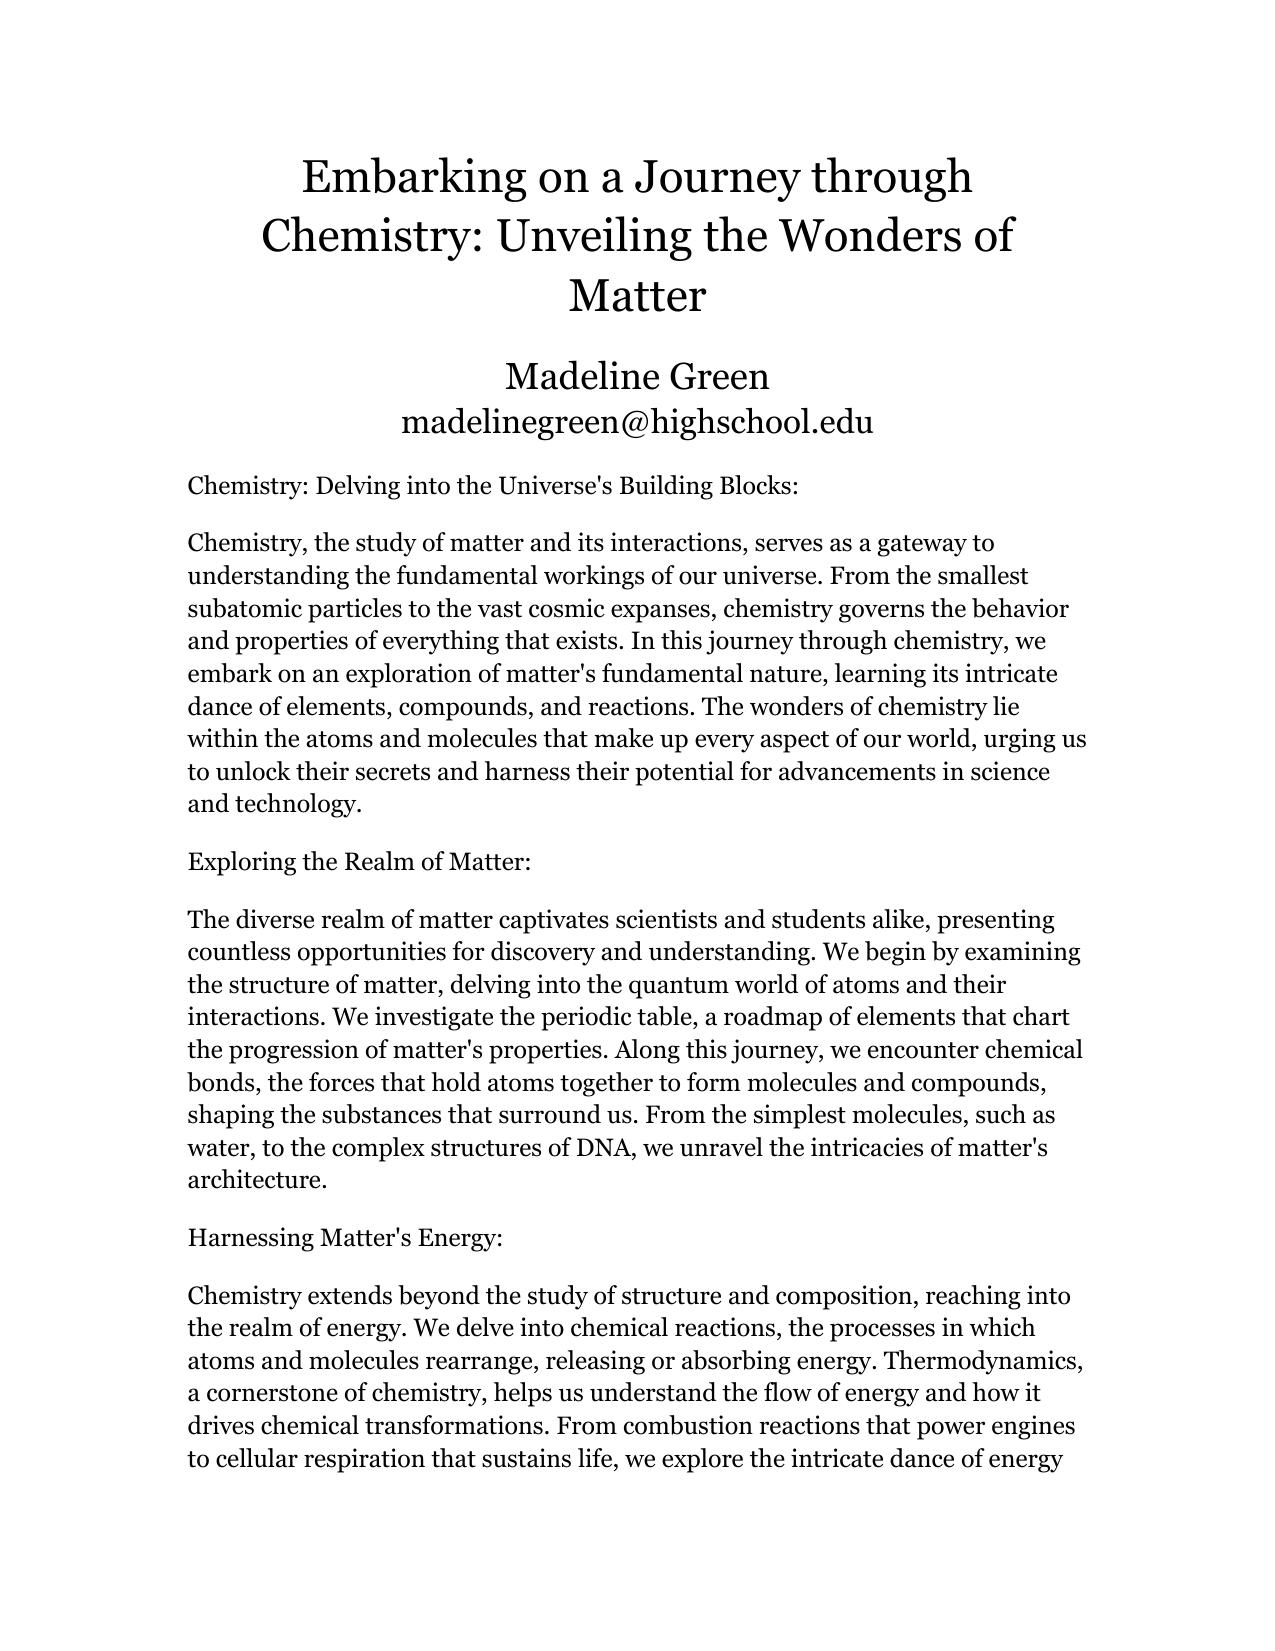 Embarking on a Journey through
Chemistry: Unveiling the Wonders of
Matter
Madeline Green
madelinegreen@highschool.edu
Chemistry: Delving into the Universe's Building Blocks:
Chemistry, the study of matter and its interactions, serves as a gateway to
understanding the fundamental workings of our universe. From the smallest
subatomic particles to the vast cosmic expanses, chemistry governs the behavior
and properties of everything that exists. In this journey through chemistry, we
embark on an exploration of matter's fundamental nature, learning its intricate
dance of elements, compounds, and reactions. The wonders of chemistry lie
within the atoms and molecules that make up every aspect of our world, urging us
to unlock their secrets and harness their potential for advancements in science
and technology.
Exploring the Realm of Matter:
The diverse realm of matter captivates scientists and students alike, presenting
countless opportunities for discovery and understanding. We begin by examining
the structure of matter, delving into the quantum world of atoms and their
interactions. We investigate the periodic table, a roadmap of elements that chart
the progression of matter's properties. Along this journey, we encounter chemical
bonds, the forces that hold atoms together to form molecules and compounds,
shaping the substances that surround us. From the simplest molecules, such as
water, to the complex structures of DNA, we unravel the intricacies of matter's
architecture.
Harnessing Matter's Energy:
Chemistry extends beyond the study of structure and composition, reaching into
the realm of energy. We delve into chemical reactions, the processes in which
atoms and molecules rearrange, releasing or absorbing energy. Thermodynamics,
a cornerstone of chemistry, helps us understand the flow of energy and how it
drives chemical transformations. From combustion reactions that power engines
to cellular respiration that sustains life, we explore the intricate dance of energy